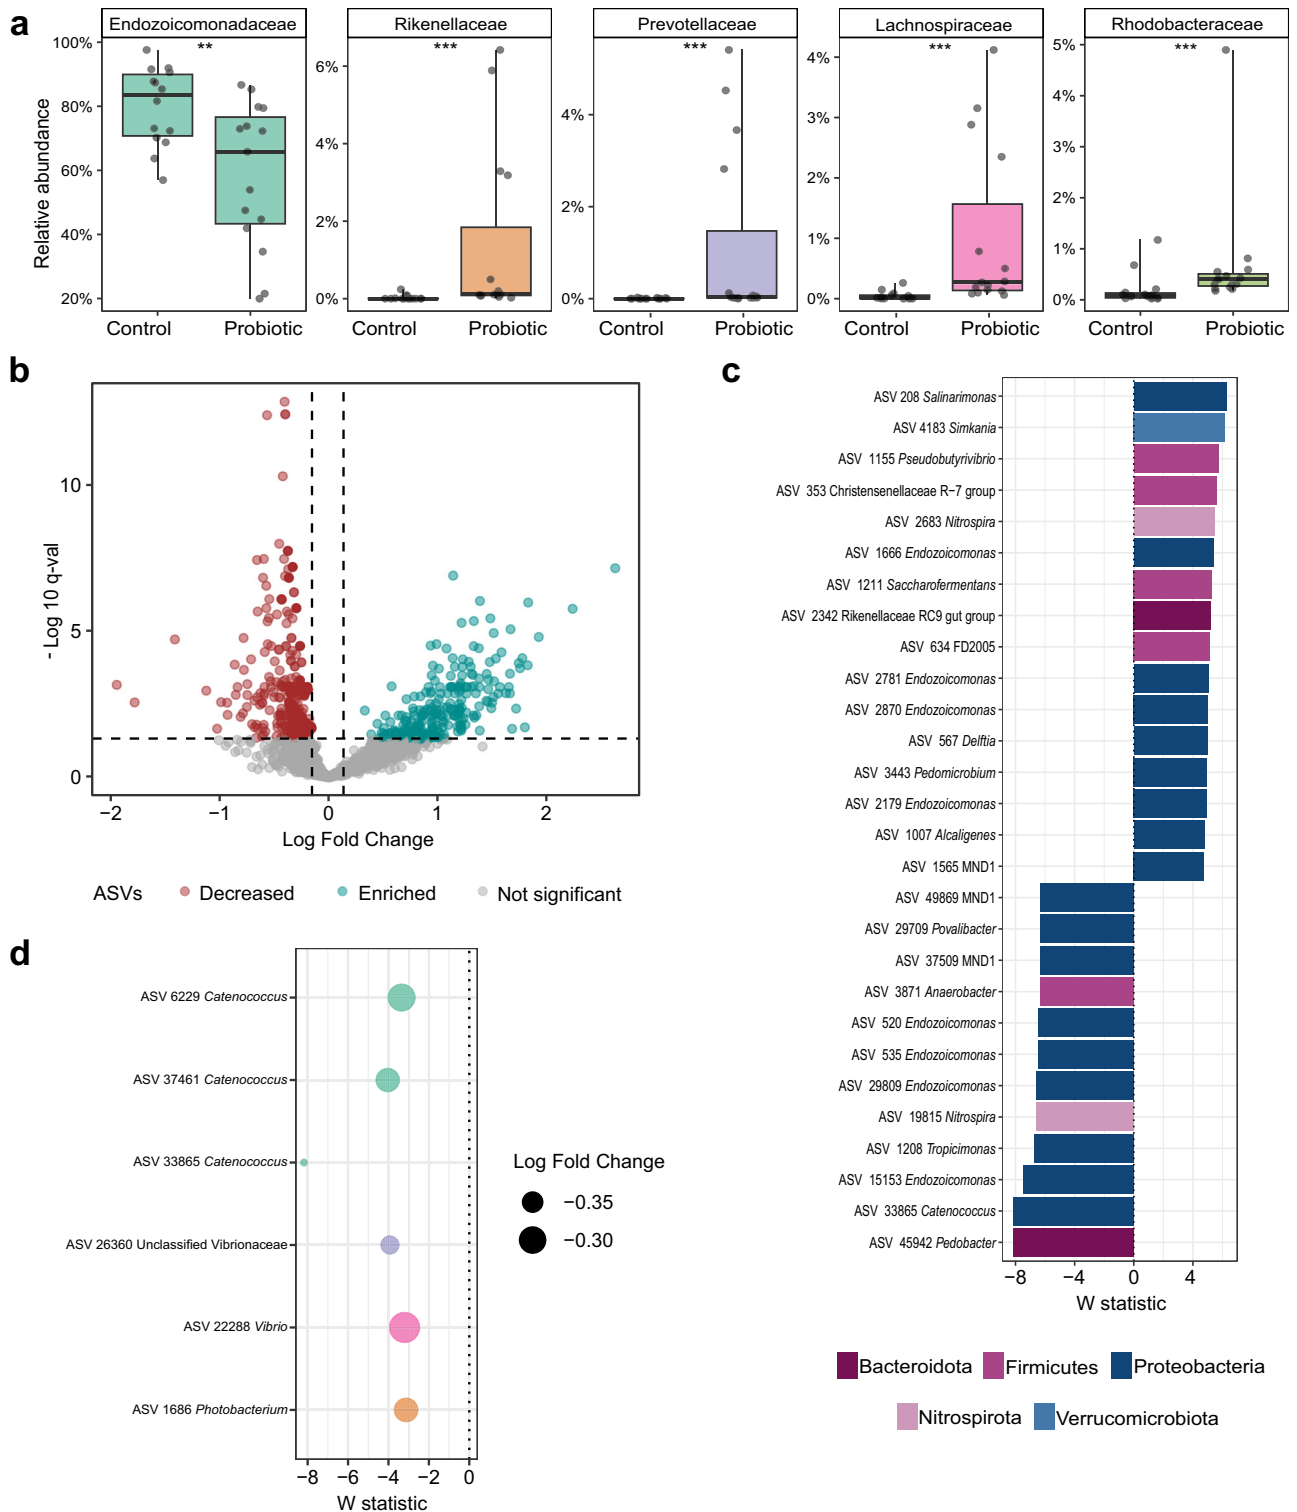 a
Endozoicomonadaceae
Rikenellaceae
Prevotellaceae
Lachnospiraceae
Rhodobacteraceae
Relative abundance
100%
80%
60%
40%
20%
**
Control
Probiotic
6%
4%
2%
0%
***
Control
Probiotic
4%
2%
0%
***
Control
Probiotic
4%
3%
2%
1%
0%
***
Control
Probiotic
5%
4%
3%
2%
1%
0%
***
Control
Probiotic
b
- Log 10 q-val
10
5
0
−2
−1
0
1
2
Log Fold Change
ASVs
Decreased
Enriched
Not significant
c
ASV 208 Salinarimonas
ASV 4183 Simkania
ASV 1155 Pseudobutyrivibrio
ASV 353 Christensenellaceae R−7 group
ASV 2683 Nitrospira
ASV 1666 Endozoicomonas
ASV 1211 Saccharofermentans
ASV 2342 Rikenellaceae RC9 gut group
ASV 634 FD2005
ASV 2781 Endozoicomonas
ASV 2870 Endozoicomonas
ASV 567 Delftia
ASV 3443 Pedomicrobium
ASV 2179 Endozoicomonas
ASV 1007 Alcaligenes
ASV 1565 MND1
ASV 49869 MND1
ASV 29709 Povalibacter
ASV 37509 MND1
ASV 3871 Anaerobacter
ASV 520 Endozoicomonas
ASV 535 Endozoicomonas
ASV 29809 Endozoicomonas
ASV 19815 Nitrospira
ASV 1208 Tropicimonas
ASV 15153 Endozoicomonas
ASV 33865 Catenococcus
ASV 45942 Pedobacter
−8
−4
0
4
W statistic
Bacteroidota
Firmicutes
Proteobacteria
Nitrospirota
Verrucomicrobiota
d
ASV 6229 Catenococcus
ASV 37461 Catenococcus
ASV 33865 Catenococcus
ASV 26360 Unclassified Vibrionaceae
ASV 22288 Vibrio
ASV 1686 Photobacterium
−8
−6
−4
−2
0
W statistic
Log Fold Change
−0.35
−0.30